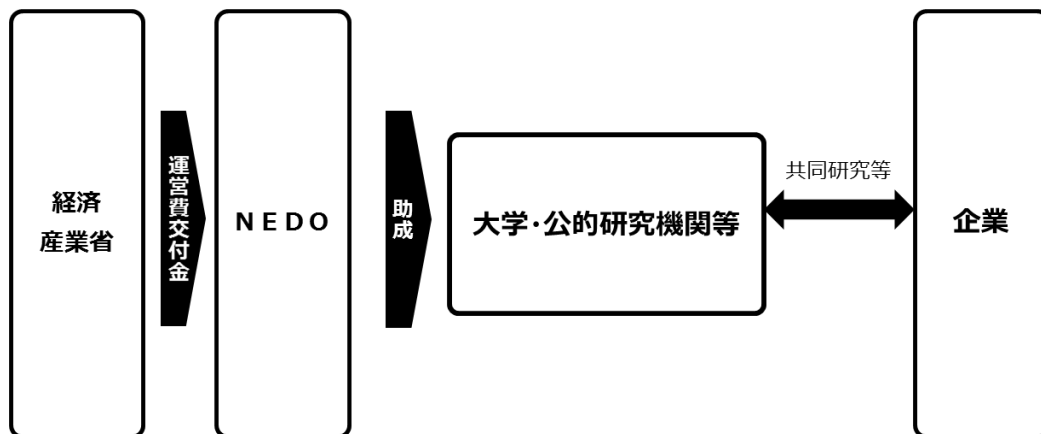 経済
産業省
運営費交付金
NEDO
助成
大学・公的研究機関等
共同研究等
企業